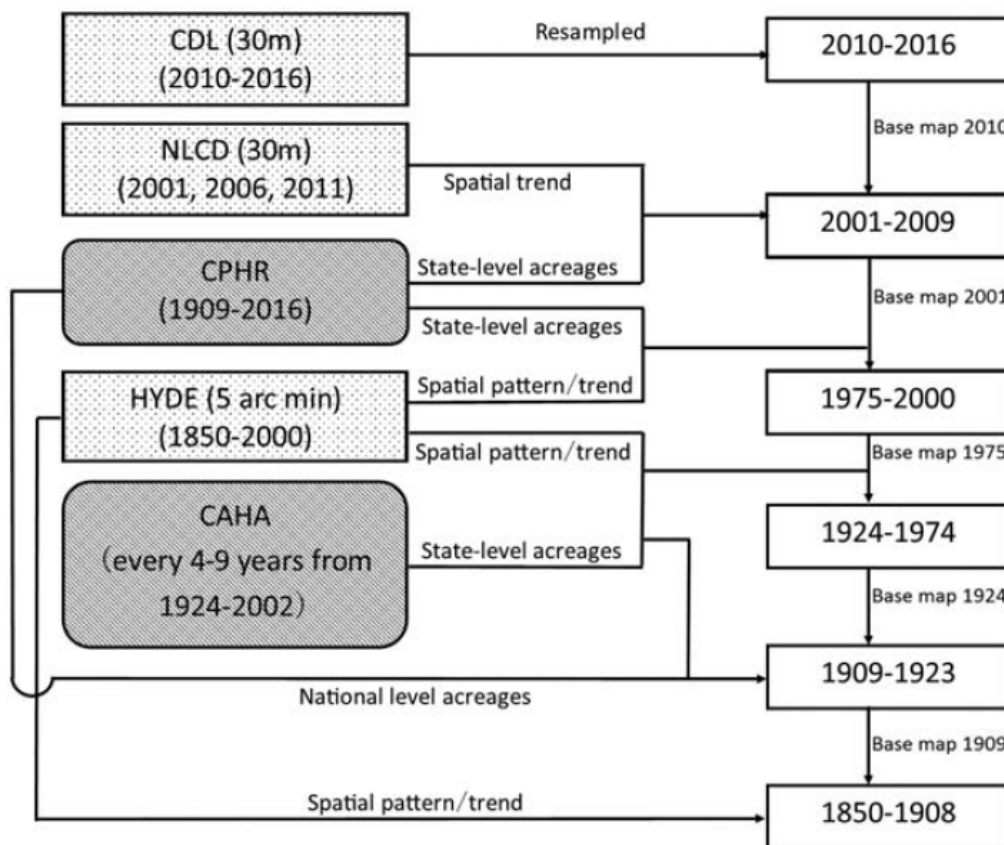 CDL (30m)
(2010-2016)
Resampled
2010-2016
Base map 2010
NLCD (30m)
(2001, 2006, 2011)
Spatial trend
2001-2009
CPHR
(1909-2016)
State-level acreages
Base map 2001
State-level acreages
HYDE (5 arc min)
(1850-2000)
Spatial pattern/trend
1975-2000
Spatial pattern/trend
Base map 1975
CAHA
(every 4-9 years from
1924-2002)
State-level acreages
1924-1974
Base map 1924
National level acreages
1909-1923
Base map 1909
Spatial pattern/trend
1850-1908